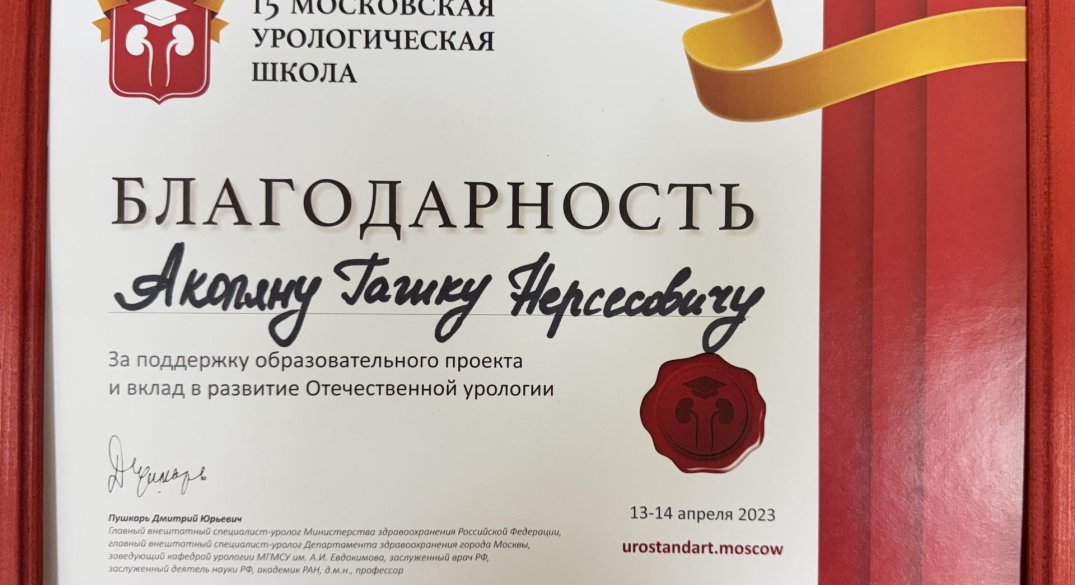 15 МОСКОВСКАЯ
УРОЛОГИЧЕСКАЯ
ШКОЛА
БЛАГОДАРНОСТЬ
Акопяну Гагику Нерсесовичу
За поддержку образовательного проекта
и вклад в развитие Отечественной урологии
Пушкарь Дмитрий Юрьевич
Главный внештатный специалист-уролог Министерства здравоохранения Российской Федерации,
главный внештатный специалист-уролог Департамента здравоохранения города Москвы,
заведующий кафедрой урологии МГМСУ им. А.И. Евдокимова, заслуженный врач РФ,
заслуженный деятель науки РФ, академик РАН, д.м.н., профессор
13-14 апреля 2023
urostandart.moscow